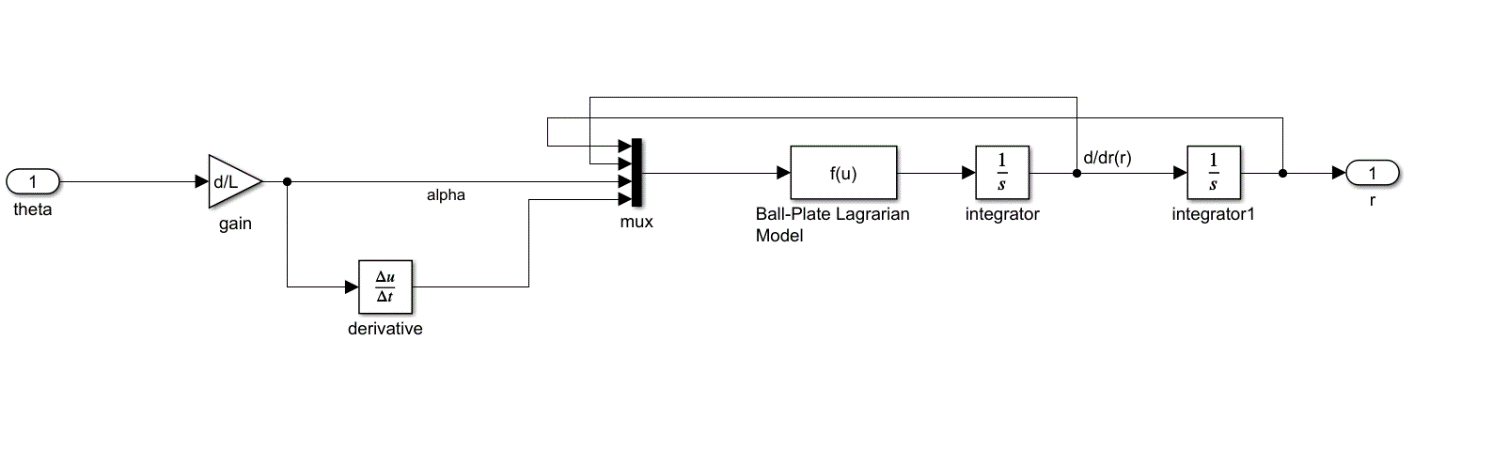 1
theta
d/L
gain
alpha
Δu
Δt
derivative
mux
f(u)
Ball-Plate Lagrarian
Model
1
s
integrator
d/dr(r)
1
s
integrator1
1
r